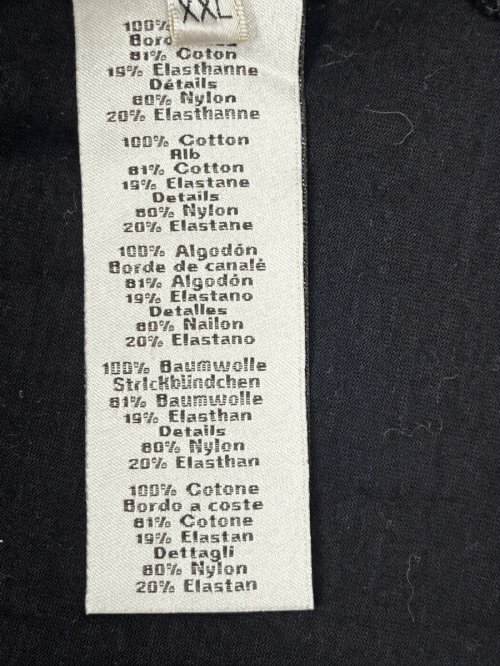 XXL
100%
81% Coton
19% Elasthanne
Détails
80% Nylon
20% Elasthanne
100% Cotton
Rib
81% Cotton
19% Elastane
Details
80% Nylon
20% Elastane
100% Algodón
Borde de canalé
81% Algodón
19% Elastano
Detalles
80% Nailon
20% Elastano
100% Baumwolle
Strickbündchen
81% Baumwolle
19% Elasthan
Details
80% Nylon
20% Elasthan
100% Cotone
Bordo a coste
81% Cotone
19% Elastan
Dettagli
80% Nylon
20% Elastan